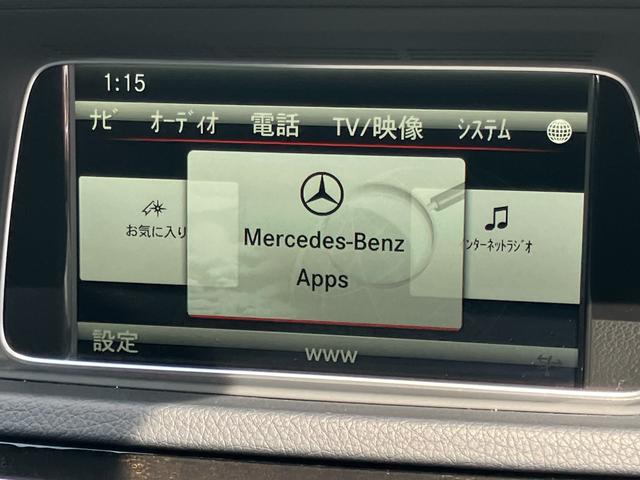 1:15
ﾅﾋﾞ ｵｰﾃﾞｨｵ 電話 TV/映像 ｼｽﾃﾑ
お気に入り
Mercedes-Benz
Apps
ンターネットラジオ
設定
www